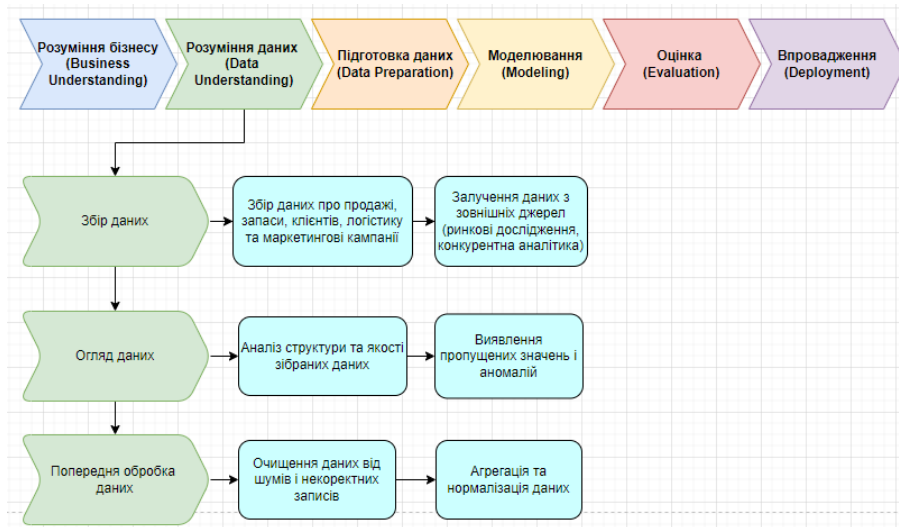 Розуміння бізнесу
(Business
Understanding)
Розуміння даних
(Data
Understanding)
Підготовка даних
(Data Preparation)
Моделювання
(Modeling)
Оцінка
(Evaluation)
Впровадження
(Deployment)
Збір даних
Збір даних про продажі,
запаси, клієнтів, логістику
та маркетингові кампанії
Залучення даних з
зовнішніх джерел
(ринкові дослідження,
конкурентна аналітика)
Огляд даних
Аналіз структури та якості
зібраних даних
Виявлення
пропущених значень і
аномалій
Попередня обробка
даних
Очищення даних від
шумів і некоректних
записів
Агрегація та
нормалізація даних